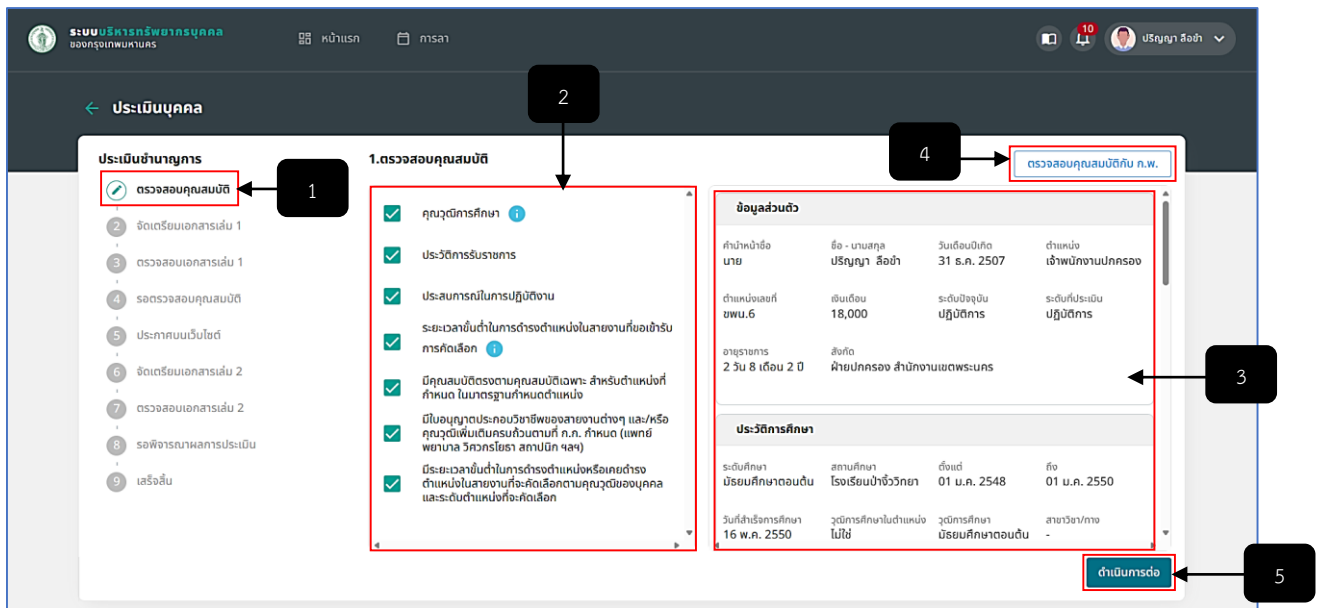 ระบบบริหารทรัพยากรบุคคล
ของกรุงเทพมหานคร
หน้าแรก
การลา
10
ปริญญา ลือขำ
ประเมินบุคคล
2
4
ประเมินชำนาญการ
1.ตรวจสอบคุณสมบัติ
ตรวจสอบคุณสมบัติกับ ก.พ.
ตรวจสอบคุณสมบัติ
1
2 จัดเตรียมเอกสารเล่ม 1
3 ตรวจสอบเอกสารเล่ม 1
4 รอตรวจสอบคุณสมบัติ
5 ประกาศบนเว็บไซต์
6 จัดเตรียมเอกสารเล่ม 2
7 ตรวจสอบเอกสารเล่ม 2
8 รอพิจารณาผลการประเมิน
9 เสร็จสิ้น
คุณวุฒิการศึกษา
ประวัติการรับราชการ
ประสบการณ์ในการปฏิบัติงาน
ระยะเวลาขั้นต่ำในการดำรงตำแหน่งในสายงานที่ขอเข้ารับ
การคัดเลือก
มีคุณสมบัติตรงตามคุณสมบัติเฉพาะ สำหรับตำแหน่งที่
กำหนด ในมาตรฐานกำหนดตำแหน่ง
มีใบอนุญาตประกอบวิชาชีพของสายงานต่างๆ และ/หรือ
คุณวุฒิเพิ่มเติมครบถ้วนตามที่ ก.ก. กำหนด (แพทย์
พยาบาล วิศวกรโยธา สถาปนิก ฯลฯ)
มีระยะเวลาขั้นต่ำในการดำรงตำแหน่งหรือเคยดำรง
ตำแหน่งในสายงานที่จะคัดเลือกตามคุณวุฒิของบุคคล
และระดับตำแหน่งที่จะคัดเลือก
ข้อมูลส่วนตัว
คำนำหน้าชื่อ ชื่อ - นามสกุล วันเดือนปีเกิด ตำแหน่ง
นาย ปริญญา ลือขำ 31 ธ.ค. 2507 เจ้าพนักงานปกครอง
ตำแหน่งเลขที่ เงินเดือน ระดับปัจจุบัน ระดับที่ประเมิน
ขพน.6 18,000 ปฏิบัติการ ปฏิบัติการ
อายุราชการ สังกัด
2 วัน 8 เดือน 2 ปี ฝ่ายปกครอง สำนักงานเขตพระนคร
3
ประวัติการศึกษา
ระดับศึกษา สถานศึกษา ตั้งแต่ ถึง
มัธยมศึกษาตอนต้น โรงเรียนป่างิ้ววิทยา 01 ม.ค. 2548 01 ม.ค. 2550
วันที่สำเร็จการศึกษา วุฒิการศึกษาในตำแหน่ง วุฒิการศึกษา สาขาวิชา/ทาง
16 พ.ค. 2550 ไม่ใช่ มัธยมศึกษาตอนต้น -
ดำเนินการต่อ
5